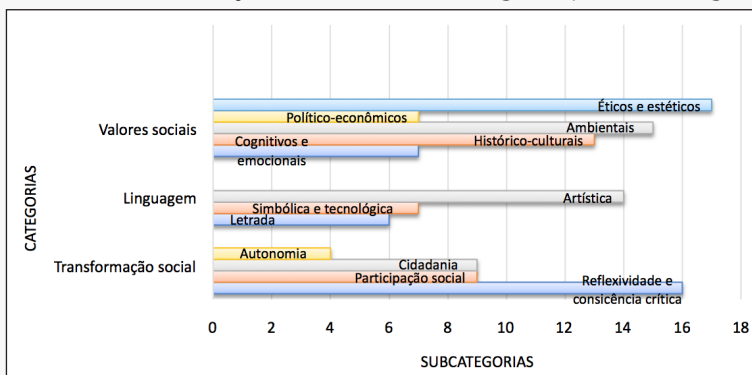 Éticos e estéticos
Político-econômicos
Valores sociais
Ambientais
Cognitivos e
emocionais
Histórico-culturais
Linguagem
Artística
Simbólica e tecnológica
Letrada
Transformação social
Autonomia
Cidadania
Participação social
Reflexividade e
consicência crítica
CATEGORIAS
0 2 4 6 8 10 12 14 16 18
SUBCATEGORIAS